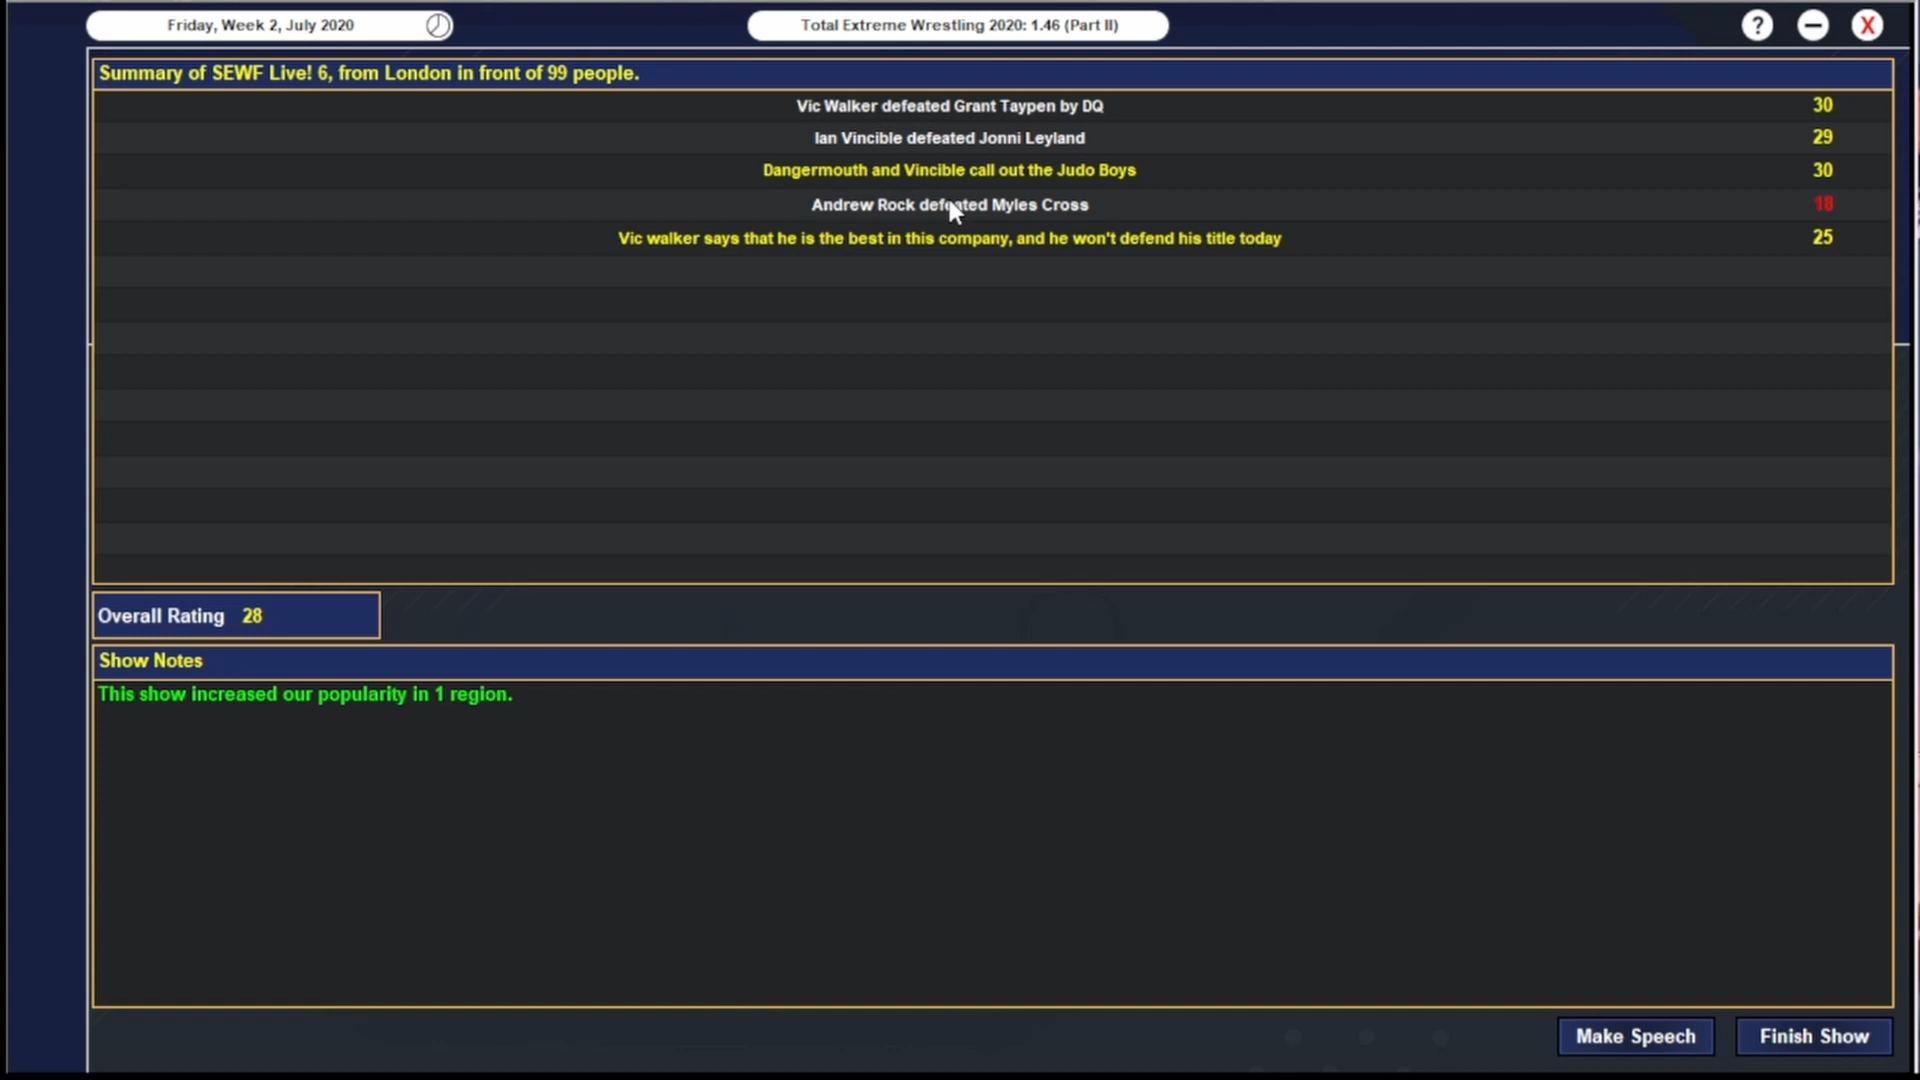 Friday, Week 2, July 2020
Total Extreme Wrestling 2020: 1.46 (Part II)
?
X
Summary of SEWF Live! 6, from London in front of 99 people.
Vic Walker defeated Grant Taypen by DQ 30
Ian Vincible defeated Jonni Leyland 29
Dangermouth and Vincible call out the Judo Boys 30
Andrew Rock defeated Myles Cross 18
Vic walker says that he is the best in this company, and he won't defend his title today 25
Overall Rating 28
Show Notes
This show increased our popularity in 1 region.
Make Speech
Finish Show